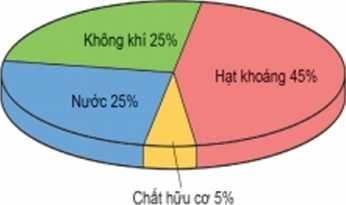 Không khí 25%
Hạt khoáng 45%
Nước 25%
Chất hữu cơ 5%